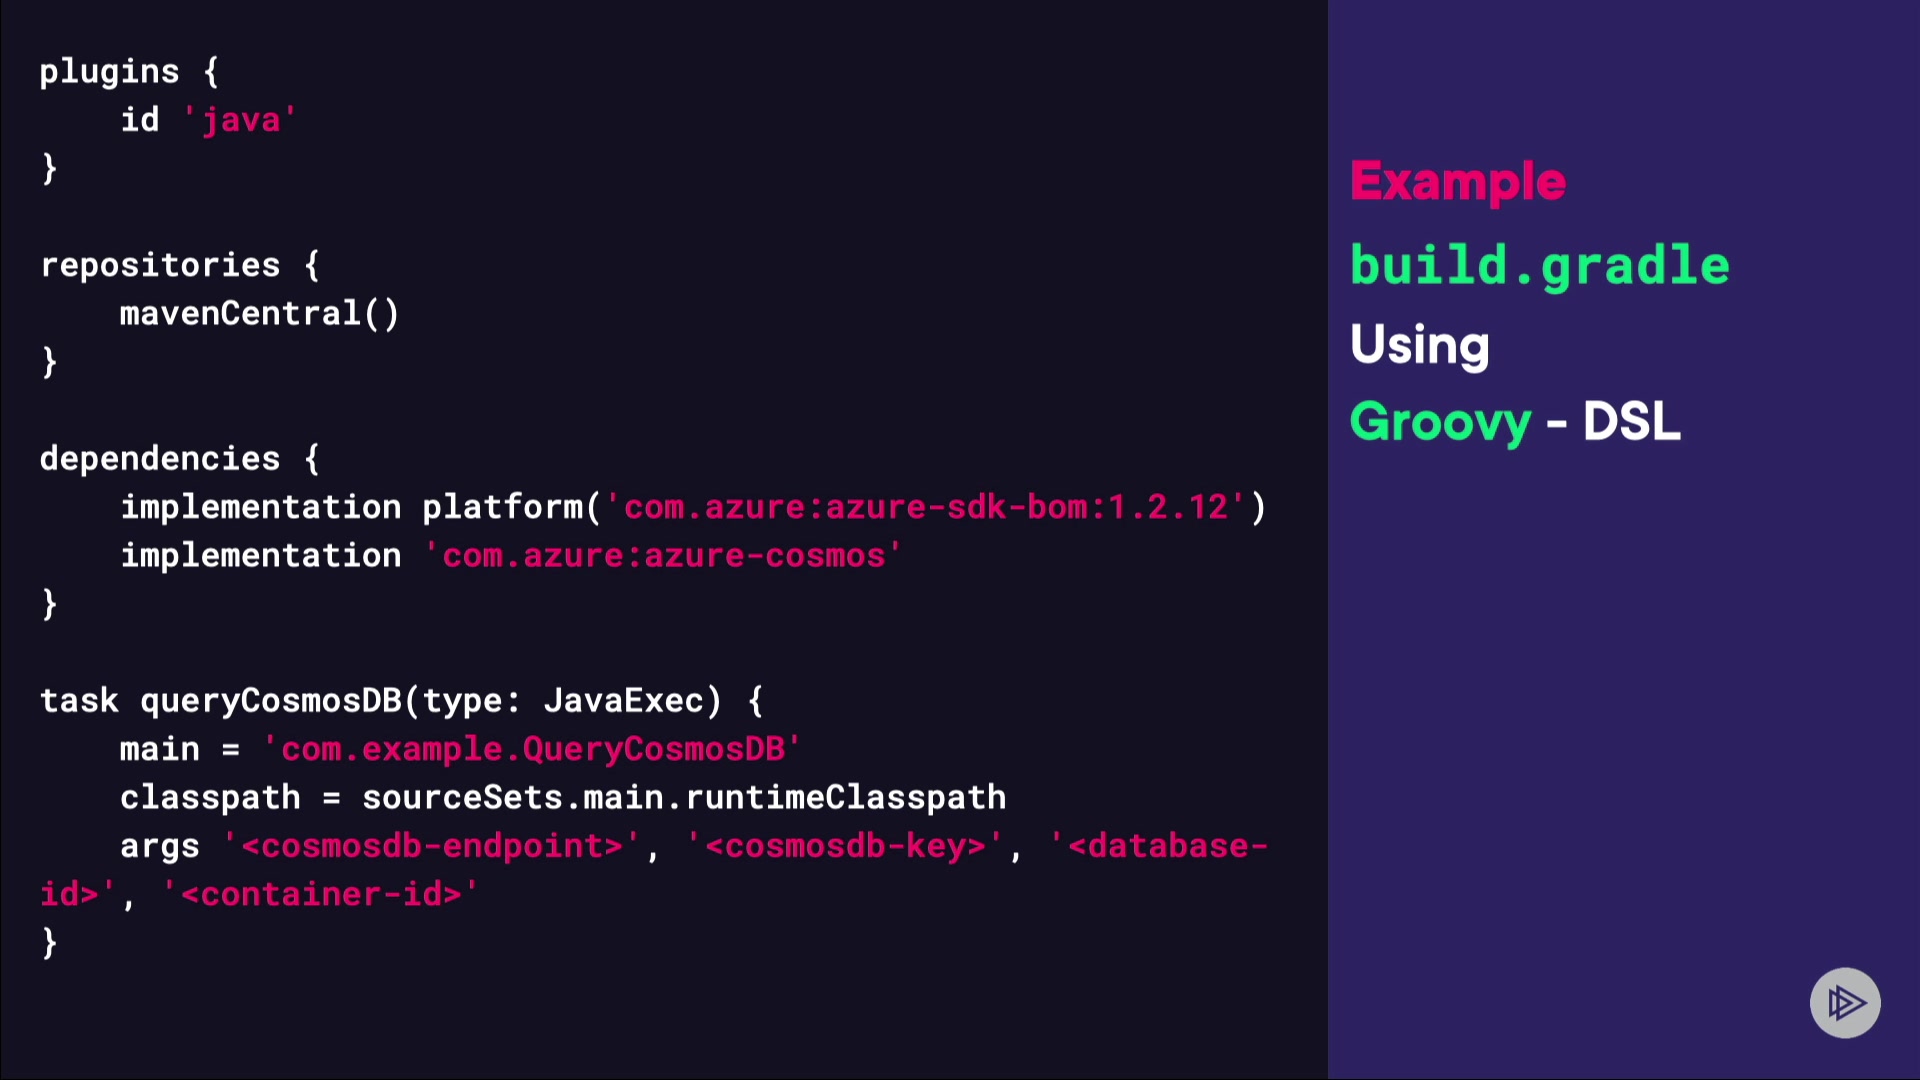 plugins {
    id 'java'
}
repositories {
    mavenCentral()
}
dependencies {
    implementation platform('com.azure:azure-sdk-bom:1.2.12')
    implementation 'com.azure:azure-cosmos'
}
task queryCosmosDB(type: JavaExec) {
    main = 'com.example.QueryCosmosDB'
    classpath = sourceSets.main.runtimeClasspath
    args '<cosmosdb-endpoint>', '<cosmosdb-key>', '<database-
id>', '<container-id>'
}
Example
build.gradle
Using
Groovy - DSL